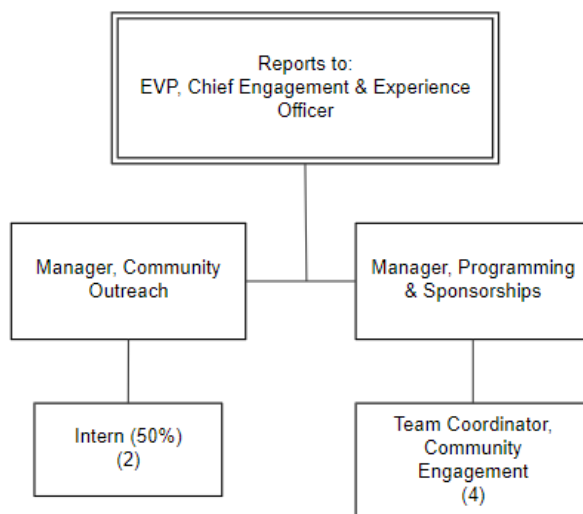 Reports to:
EVP, Chief Engagement & Experience
Officer
Manager, Community
Outreach
Manager, Programming
& Sponsorships
Intern (50%)
(2)
Team Coordinator,
Community
Engagement
(4)